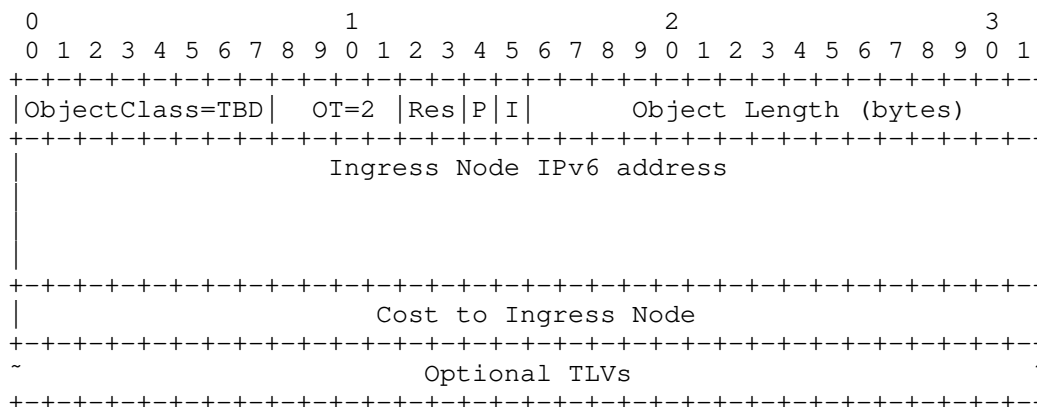 0                   1                   2                   3
 0 1 2 3 4 5 6 7 8 9 0 1 2 3 4 5 6 7 8 9 0 1 2 3 4 5 6 7 8 9 0 1
+-+-+-+-+-+-+-+-+-+-+-+-+-+-+-+-+-+-+-+-+-+-+-+-+-+-+-+-+-+-+-+-
|ObjectClass=TBD|  OT=2 |Res|P|I|      Object Length (bytes)
+-+-+-+-+-+-+-+-+-+-+-+-+-+-+-+-+-+-+-+-+-+-+-+-+-+-+-+-+-+-+-+-
|                   Ingress Node IPv6 address
|
|
|
+-+-+-+-+-+-+-+-+-+-+-+-+-+-+-+-+-+-+-+-+-+-+-+-+-+-+-+-+-+-+-+-
|                      Cost to Ingress Node
+-+-+-+-+-+-+-+-+-+-+-+-+-+-+-+-+-+-+-+-+-+-+-+-+-+-+-+-+-+-+-+-
~                         Optional TLVs                         ~
+-+-+-+-+-+-+-+-+-+-+-+-+-+-+-+-+-+-+-+-+-+-+-+-+-+-+-+-+-+-+-+-